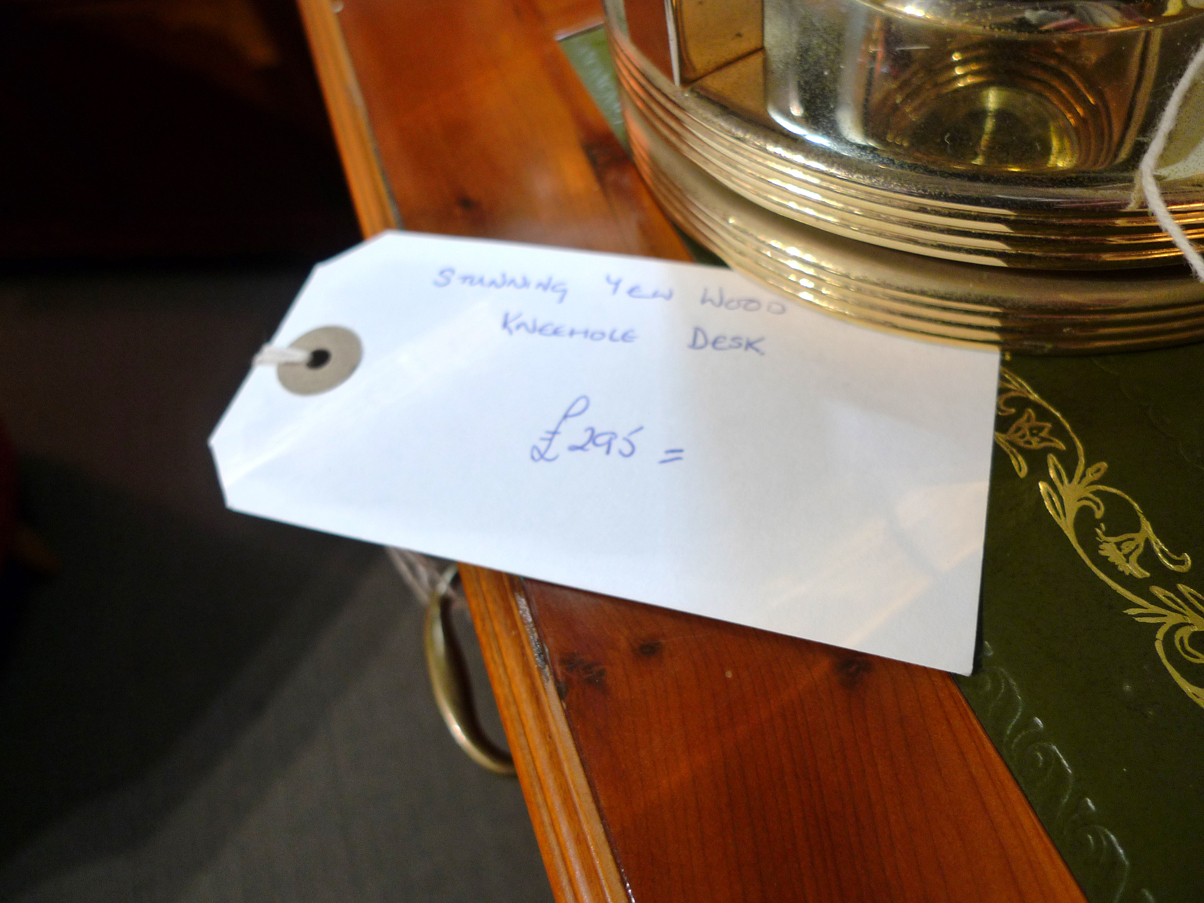 Stunning Yew Wood
Kneehole Desk
£295 =